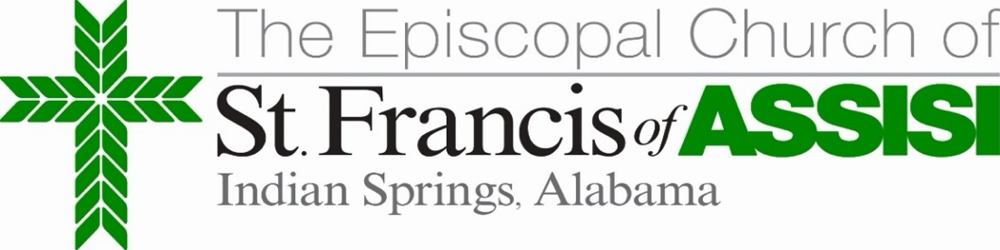 The Episcopal Church of
St. Francis of ASSISI
Indian Springs, Alabama